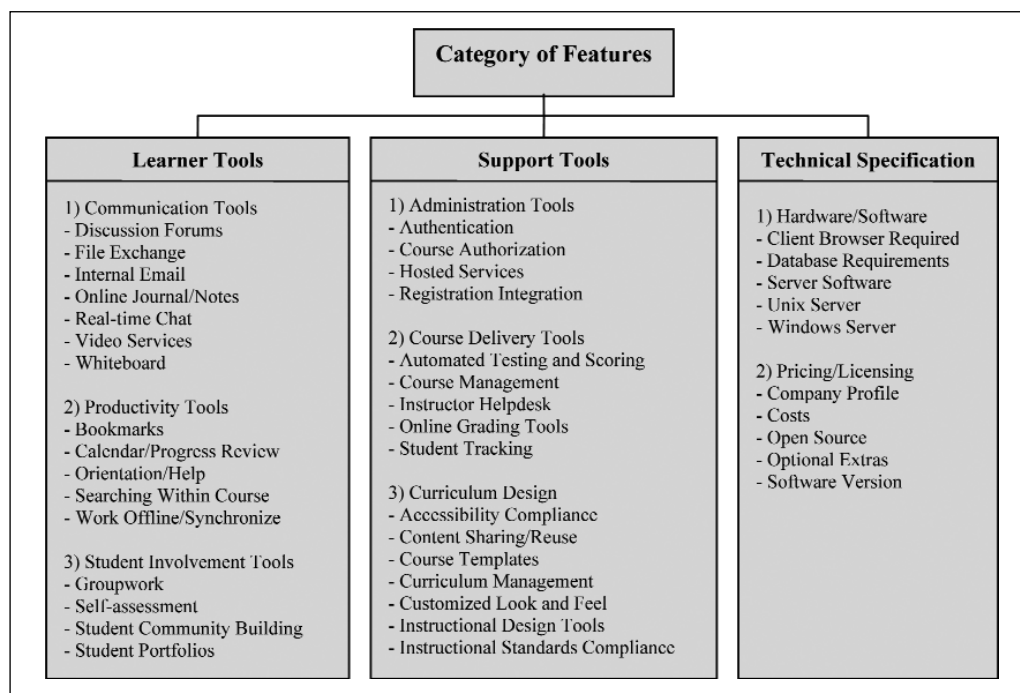 Category of Features
Learner Tools
1) Communication Tools
- Discussion Forums
- File Exchange
- Internal Email
- Online Journal/Notes
- Real-time Chat
- Video Services
- Whiteboard
2) Productivity Tools
- Bookmarks
- Calendar/Progress Review
- Orientation/Help
- Searching Within Course
- Work Offline/Synchronize
3) Student Involvement Tools
- Groupwork
- Self-assessment
- Student Community Building
- Student Portfolios
Support Tools
1) Administration Tools
- Authentication
- Course Authorization
- Hosted Services
- Registration Integration
2) Course Delivery Tools
- Automated Testing and Scoring
- Course Management
- Instructor Helpdesk
- Online Grading Tools
- Student Tracking
3) Curriculum Design
- Accessibility Compliance
- Content Sharing/Reuse
- Course Templates
- Curriculum Management
- Customized Look and Feel
- Instructional Design Tools
- Instructional Standards Compliance
Technical Specification
1) Hardware/Software
- Client Browser Required
- Database Requirements
- Server Software
- Unix Server
- Windows Server
2) Pricing/Licensing
- Company Profile
- Costs
- Open Source
- Optional Extras
- Software Version